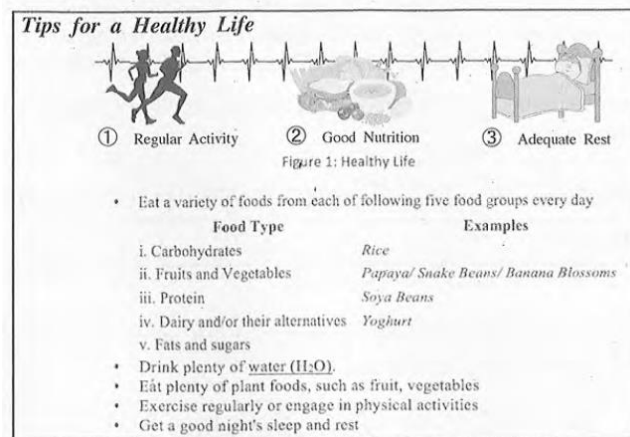 Tips for a Healthy Life
① Regular Activity ② Good Nutrition ③ Adequate Rest
Figure 1: Healthy Life
• Eat a variety of foods from each of following five food groups every day
Food Type Examples
i. Carbohydrates Rice
ii. Fruits and Vegetables Papaya/ Snake Beans/ Banana Blossoms
iii. Protein Soya Beans
iv. Dairy and/or their alternatives Yoghurt
v. Fats and sugars
• Drink plenty of water (H₂O).
• Eat plenty of plant foods, such as fruit, vegetables
• Exercise regularly or engage in physical activities
• Get a good night's sleep and rest